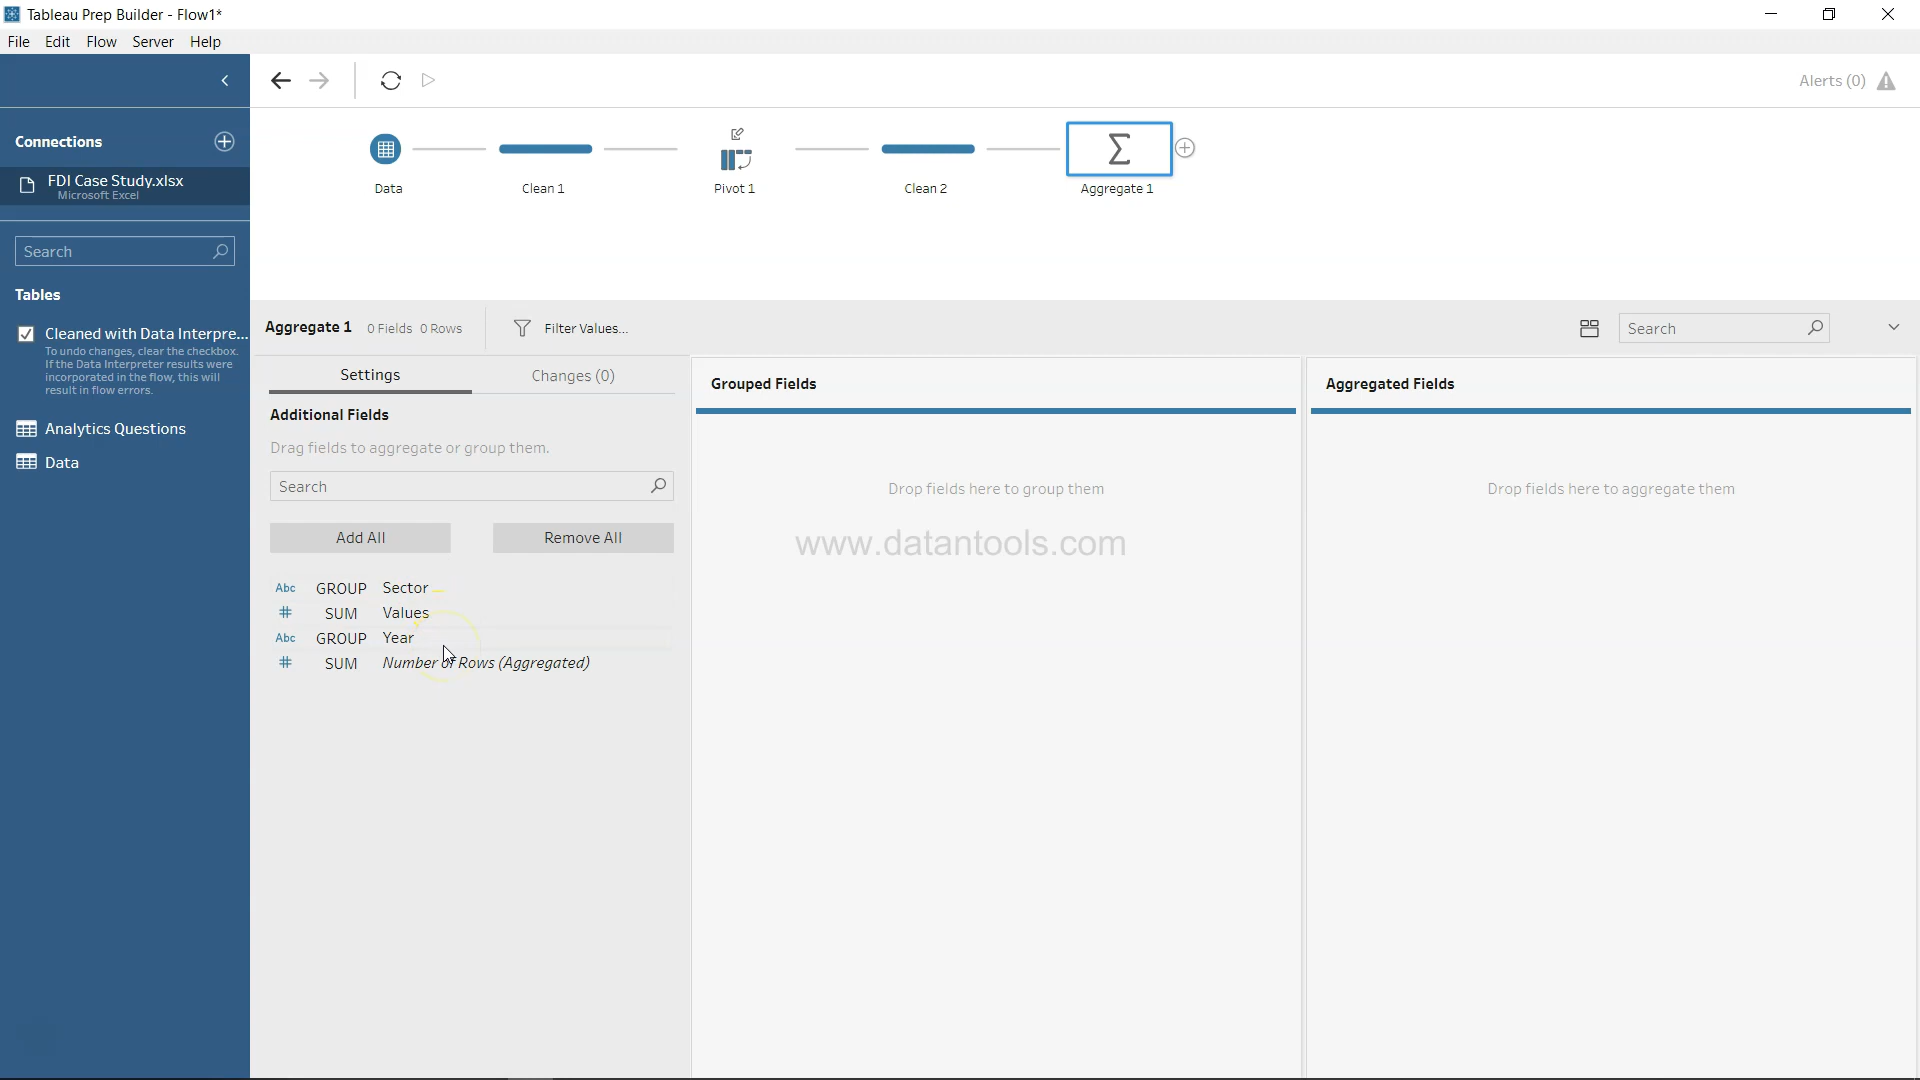 Tableau Prep Builder - Flow1*
File Edit Flow Server Help
Alerts (0)
Connections
FDI Case Study.xlsx
Microsoft Excel
Data
Clean 1
Pivot 1
Clean 2
Aggregate 1
Search
Tables
Cleaned with Data Interpre...
To undo changes, clear the checkbox.
If the Data Interpreter results were
incorporated in the flow, this will
result in flow errors.
Analytics Questions
Data
Aggregate 1 0 Fields 0 Rows
Filter Values...
Search
Settings
Changes (0)
Additional Fields
Drag fields to aggregate or group them.
Search
Add All
Remove All
Abc GROUP Sector
# SUM Values
Abc GROUP Year
# SUM Number of Rows (Aggregated)
Grouped Fields
Drop fields here to group them
www.datantools.com
Aggregated Fields
Drop fields here to aggregate them